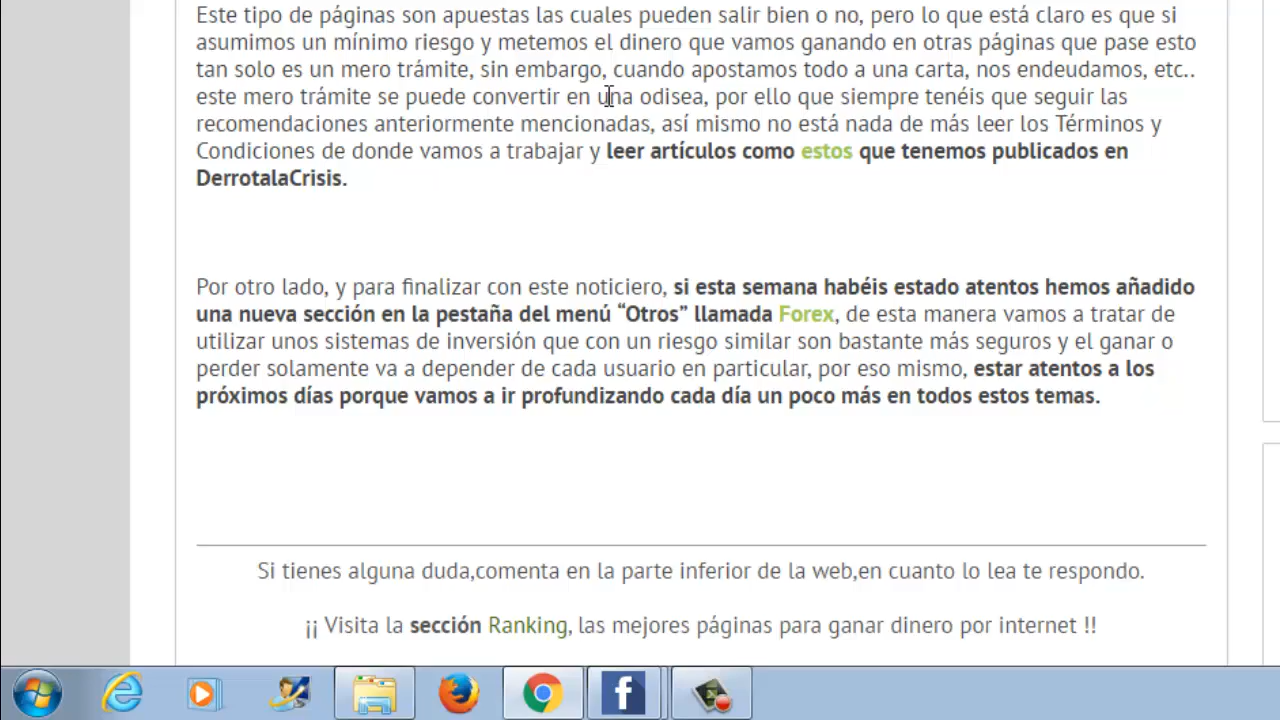 Este tipo de páginas son apuestas las cuales pueden salir bien o no, pero lo que está claro es que si
asumimos un mínimo riesgo y metemos el dinero que vamos ganando en otras páginas que pase esto
tan solo es un mero trámite, sin embargo, cuando apostamos todo a una carta, nos endeudamos, etc..
este mero trámite se puede convertir en una odisea, por ello que siempre tenéis que seguir las
recomendaciones anteriormente mencionadas, así mismo no está nada de más leer los Términos y
Condiciones de donde vamos a trabajar y leer artículos como estos que tenemos publicados en
DerrotalaCrisis.
Por otro lado, y para finalizar con este noticiero, si esta semana habéis estado atentos hemos añadido
una nueva sección en la pestaña del menú “Otros” llamada Forex, de esta manera vamos a tratar de
utilizar unos sistemas de inversión que con un riesgo similar son bastante más seguros y el ganar o
perder solamente va a depender de cada usuario en particular, por eso mismo, estar atentos a los
próximos días porque vamos a ir profundizando cada día un poco más en todos estos temas.
Si tienes alguna duda,comenta en la parte inferior de la web,en cuanto lo lea te respondo.
¡¡ Visita la sección Ranking, las mejores páginas para ganar dinero por internet !!